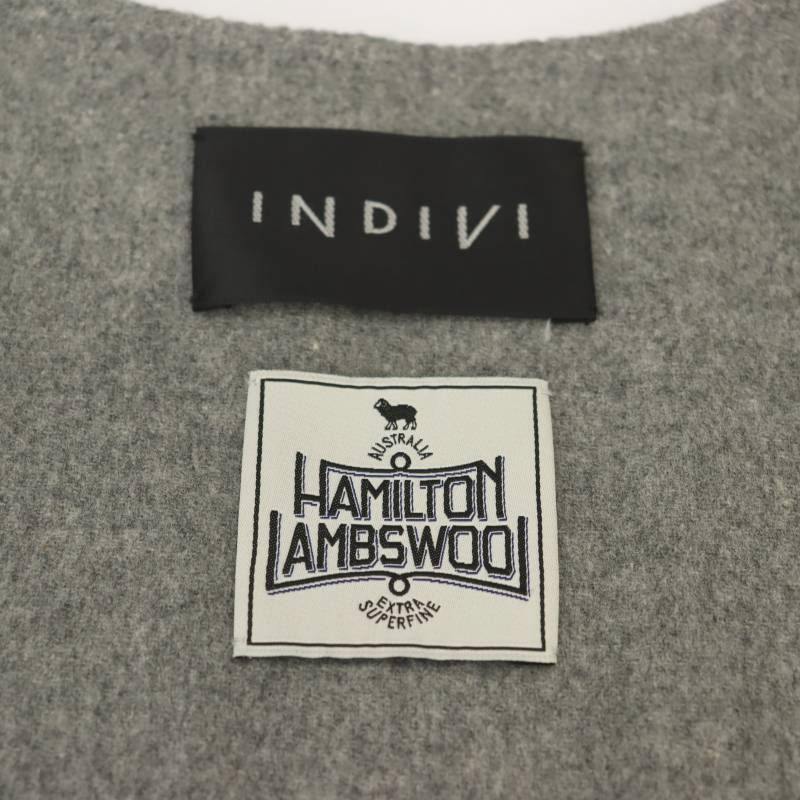 INDIVI
AUSTRALIA
HAMILTON
LAMBSWOOL
EXTRA
SUPERFINE